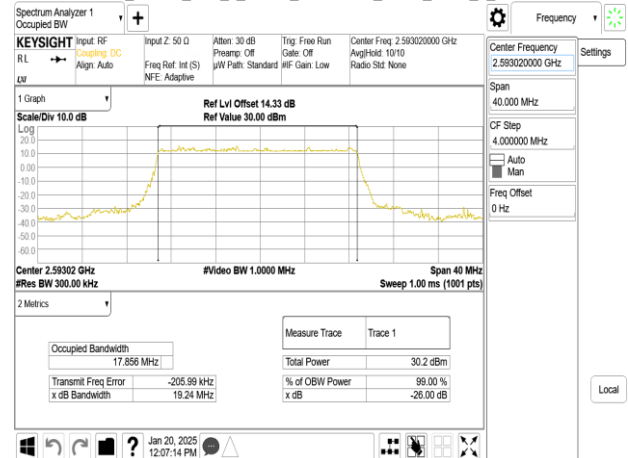 Spectrum Analyzer 1
Occupied BW
Frequency
KEYSIGHT
RL
LXI
Input: RF
Coupling: DC
Align: Auto
Input Z: 50 Ω
Freq Ref: Int (S)
NFE: Adaptive
Atten: 30 dB
Preamp: Off
µW Path: Standard
Trig: Free Run
Gate: Off
#IF Gain: Low
Center Freq: 2.593020000 GHz
Avg|Hold: 10/10
Radio Std: None
Center Frequency
2.593020000 GHz
Settings
Span
40.000 MHz
CF Step
4.000000 MHz
Auto
Man
Freq Offset
0 Hz
Local
1 Graph
Scale/Div 10.0 dB
Ref Lvl Offset 14.33 dB
Ref Value 30.00 dBm
Log
20.0
10.0
0.00
-10.0
-20.0
-30.0
-40.0
-50.0
-60.0
Center 2.59302 GHz
#Video BW 1.0000 MHz
Span 40 MHz
#Res BW 300.00 kHz
Sweep 1.00 ms (1001 pts)
2 Metrics
Measure Trace Trace 1
Occupied Bandwidth
17.856 MHz
Total Power 30.2 dBm
Transmit Freq Error -205.99 kHz
% of OBW Power 99.00 %
x dB Bandwidth 19.24 MHz
x dB -26.00 dB
Jan 20, 2025
12:07:14 PM